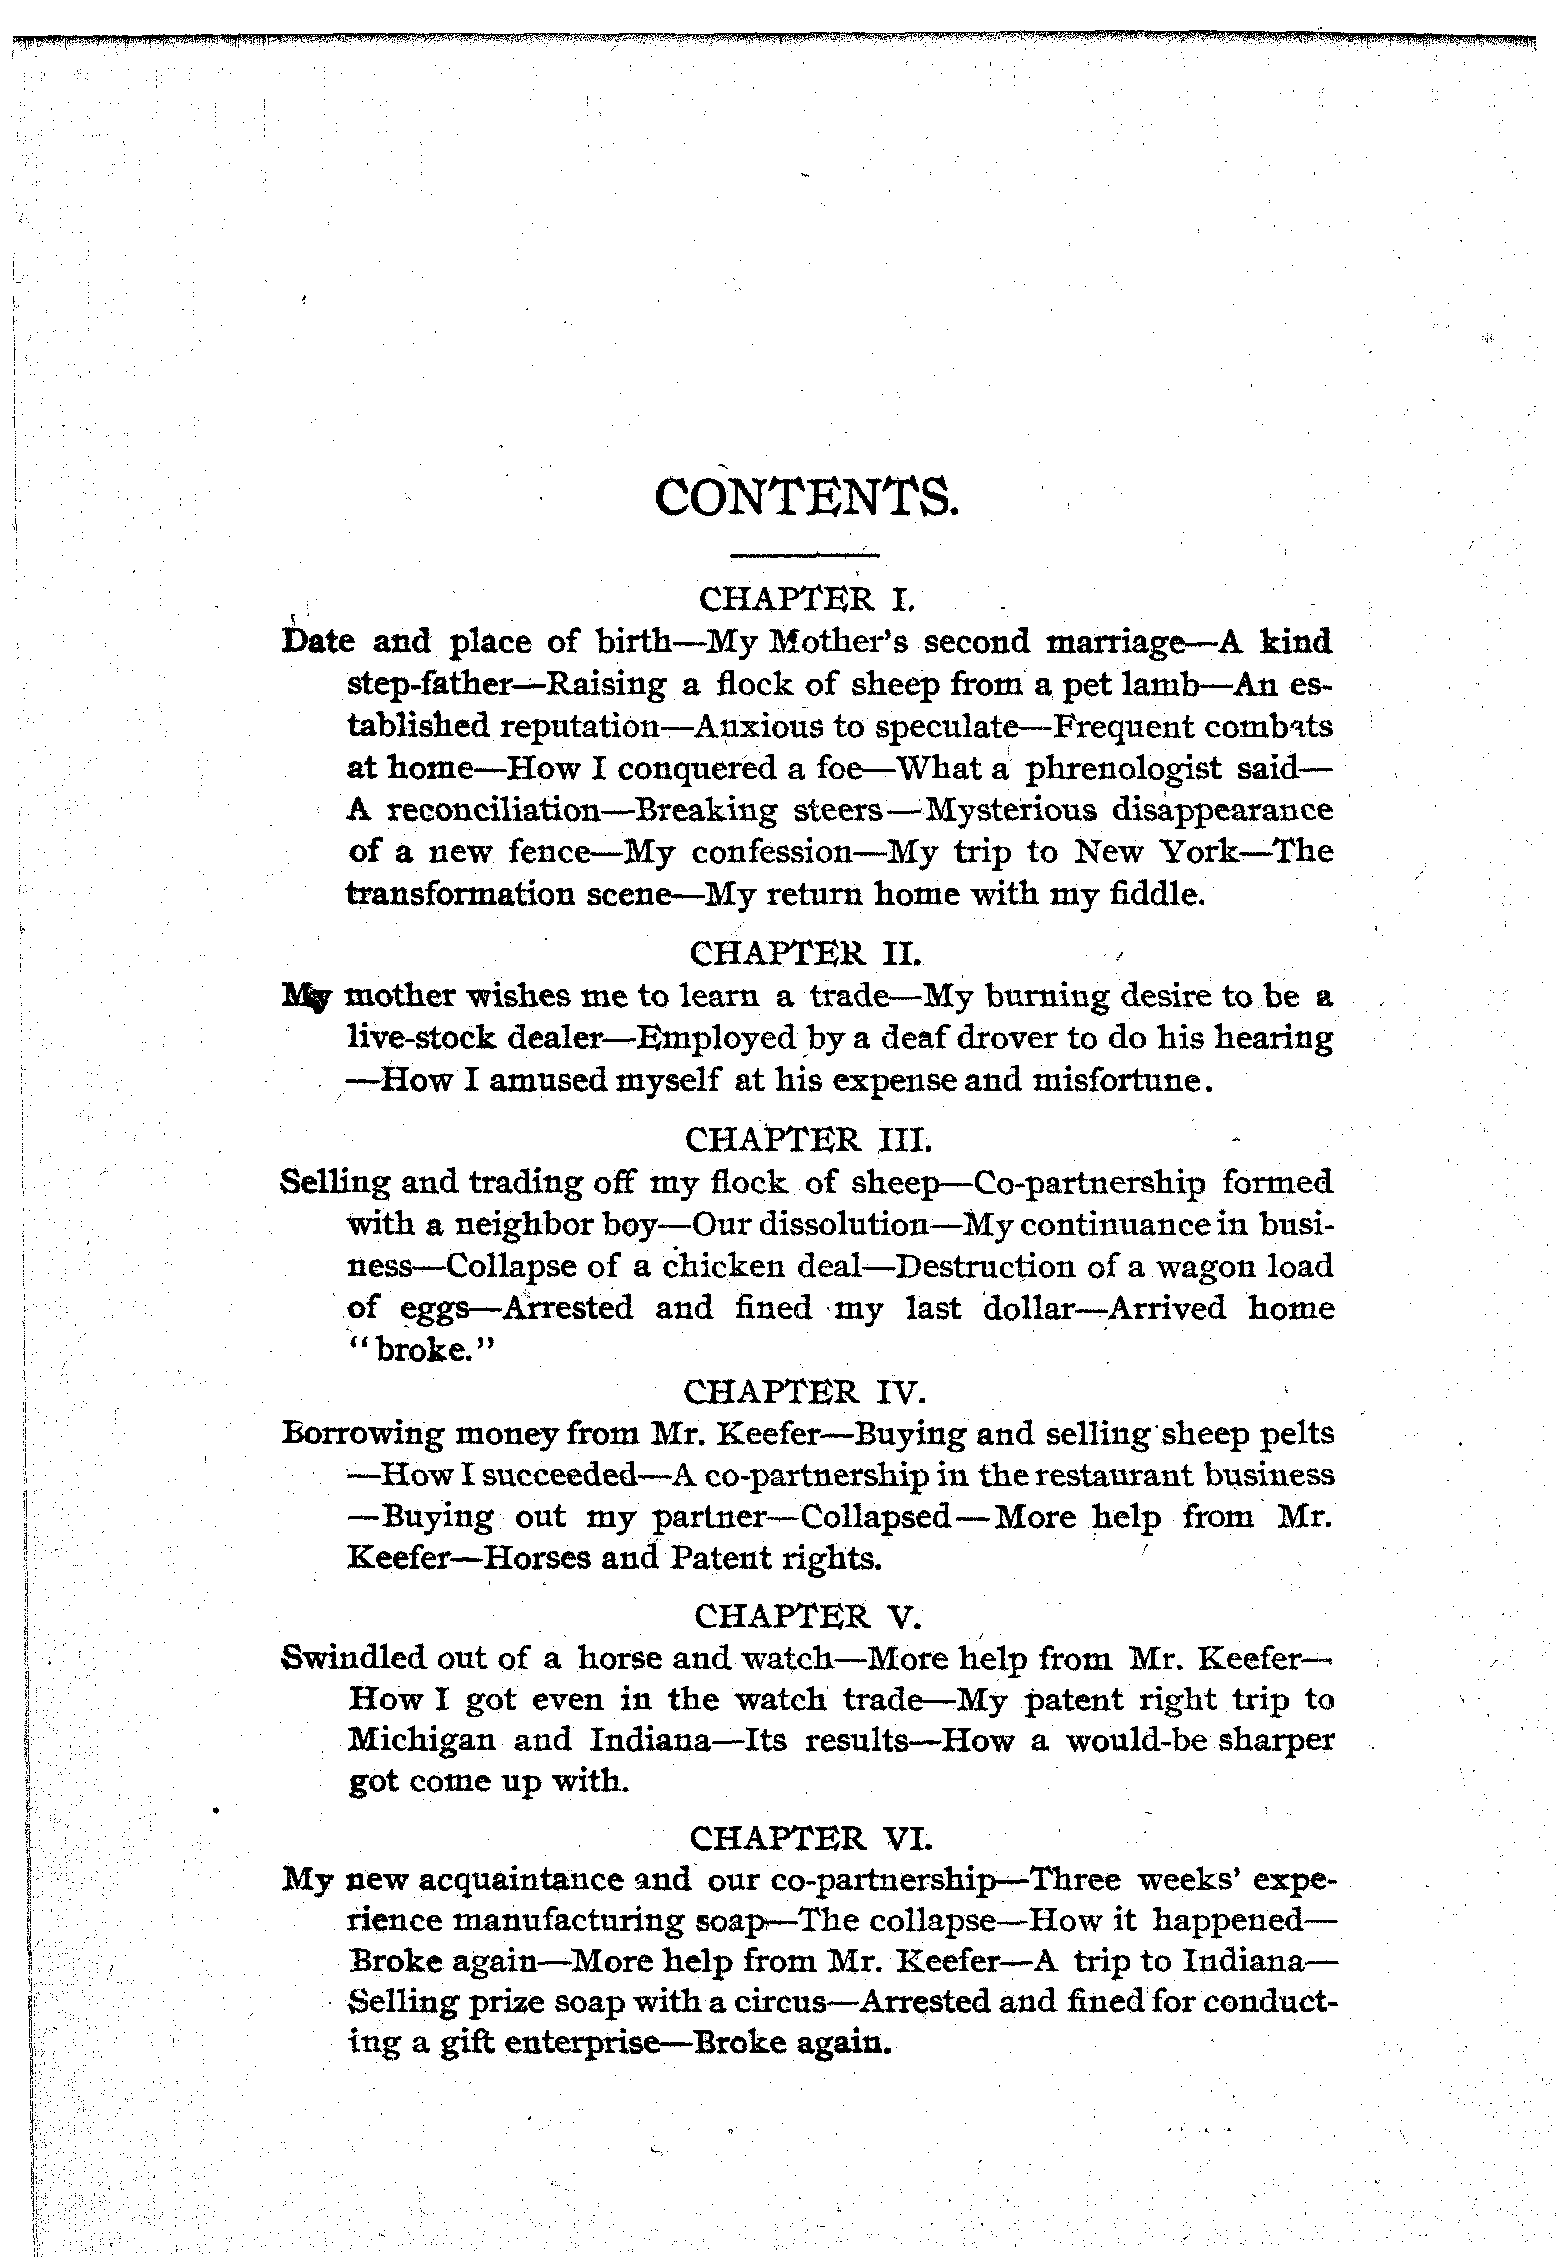 CONTENTS.
CHAPTER I.
Date and place of birth—My Mother's second marriage—A kind
step-father—Raising a flock of sheep from a pet lamb—An es-
tablished reputation—Anxious to speculate—Frequent combats
at home—How I conquered a foe—What a phrenologist said—
A reconciliation—Breaking steers—Mysterious disappearance
of a new fence—My confession—My trip to New York—The
transformation scene—My return home with my fiddle.
CHAPTER II.
My mother wishes me to learn a trade—My burning desire to be a
live-stock dealer—Employed by a deaf drover to do his hearing
—How I amused myself at his expense and misfortune.
CHAPTER III.
Selling and trading off my flock of sheep—Co-partnership formed
with a neighbor boy—Our dissolution—My continuance in busi-
ness—Collapse of a chicken deal—Destruction of a wagon load
of eggs—Arrested and fined my last dollar—Arrived home
"broke."
CHAPTER IV.
Borrowing money from Mr. Keefer—Buying and selling sheep pelts
—How I succeeded—A co-partnership in the restaurant business
—Buying out my partner—Collapsed—More help from Mr.
Keefer—Horses and Patent rights.
CHAPTER V.
Swindled out of a horse and watch—More help from Mr. Keefer—
How I got even in the watch trade—My patent right trip to
Michigan and Indiana—Its results—How a would-be sharper
got come up with.
CHAPTER VI.
My new acquaintance and our co-partnership—Three weeks' expe-
rience manufacturing soap—The collapse—How it happened—
Broke again—More help from Mr. Keefer—A trip to Indiana—
Selling prize soap with a circus—Arrested and fined for conduct-
ing a gift enterprise—Broke again.